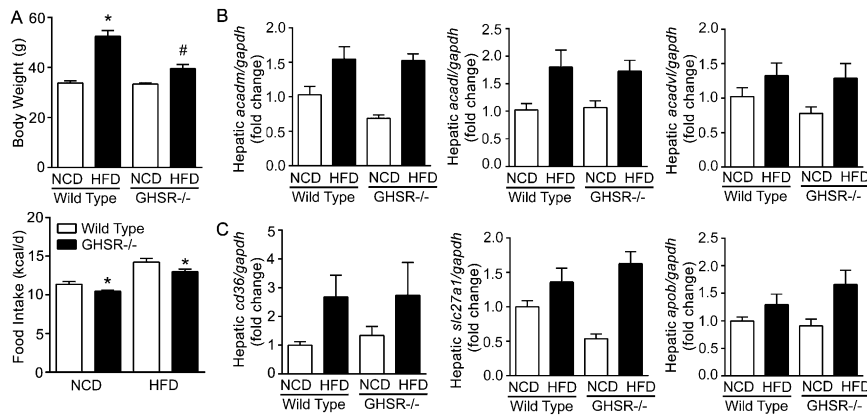 A
Body Weight (g)
60
40
20
0
*
#
NCD HFD NCD HFD
Wild Type GHSR-/-
Food Intake (kcal/d)
15
10
5
0
Wild Type
GHSR-/-
*
*
NCD HFD
B
Hepatic acadm/gapdh
(fold change)
2.0
1.5
1.0
0.5
0.0
NCD HFD NCD HFD
Wild Type GHSR-/-
Hepatic acadl/gapdh
(fold change)
2.5
2.0
1.5
1.0
0.5
0.0
NCD HFD NCD HFD
Wild Type GHSR-/-
Hepatic acadvl/gapdh
(fold change)
2.0
1.5
1.0
0.5
0.0
NCD HFD NCD HFD
Wild Type GHSR-/-
C
Hepatic cd36/gapdh
(fold change)
5
4
3
2
1
0
NCD HFD NCD HFD
Wild Type GHSR-/-
Hepatic slc27a1/gapdh
(fold change)
2.0
1.5
1.0
0.5
0.0
NCD HFD NCD HFD
Wild Type GHSR-/-
Hepatic apob/gapdh
(fold change)
2.5
2.0
1.5
1.0
0.5
0.0
NCD HFD NCD HFD
Wild Type GHSR-/-